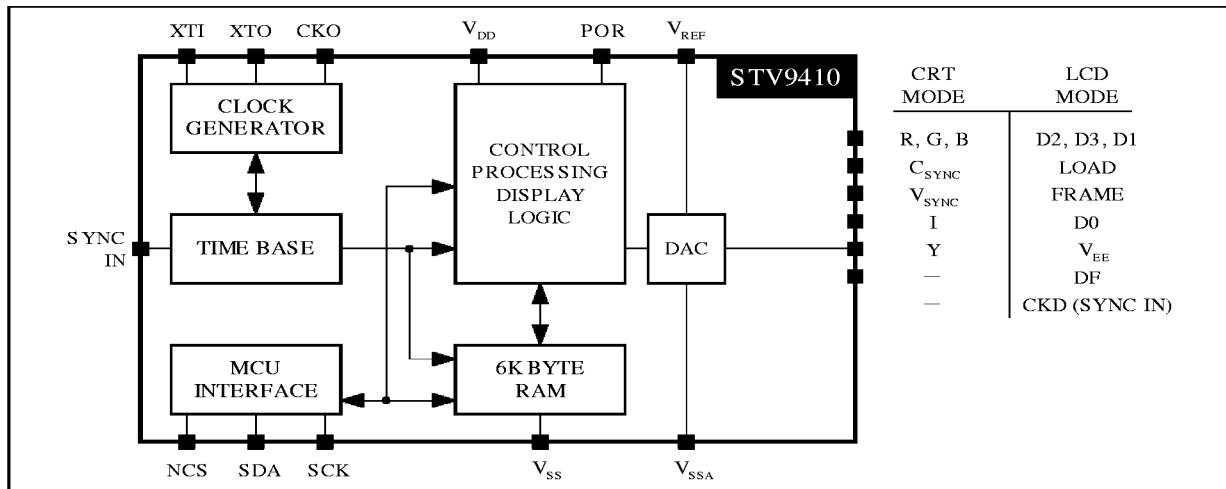 XTI XTO CKO V_DD POR V_REF
STV9410
CLOCK
GENERATOR
CONTROL
PROCESSING
DISPLAY
LOGIC
SYNC
IN
TIME BASE
DAC
MCU
INTERFACE
6K BYTE
RAM
NCS SDA SCK V_SS V_SSA
CRT
MODE
LCD
MODE
R, G, B D2, D3, D1
C_SYNC LOAD
V_SYNC FRAME
I D0
Y V_EE
— DF
— CKD (SYNC IN)